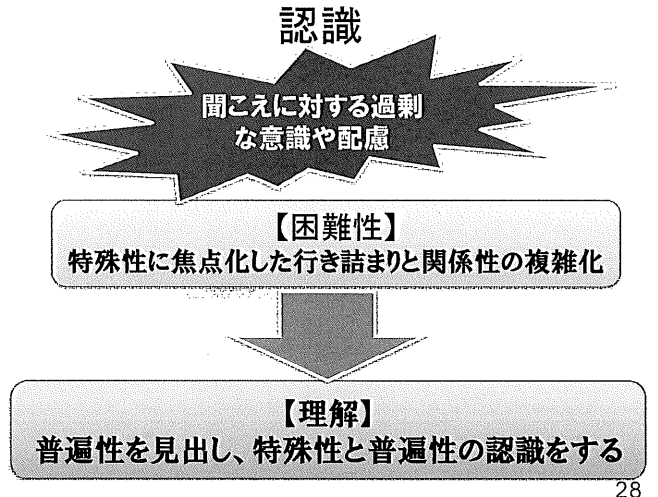 認識
聞こえに対する過剰
な意識や配慮
【困難性】
特殊性に焦点化した行き詰まりと関係性の複雑化
【理解】
普遍性を見出し、特殊性と普遍性の認識をする
28